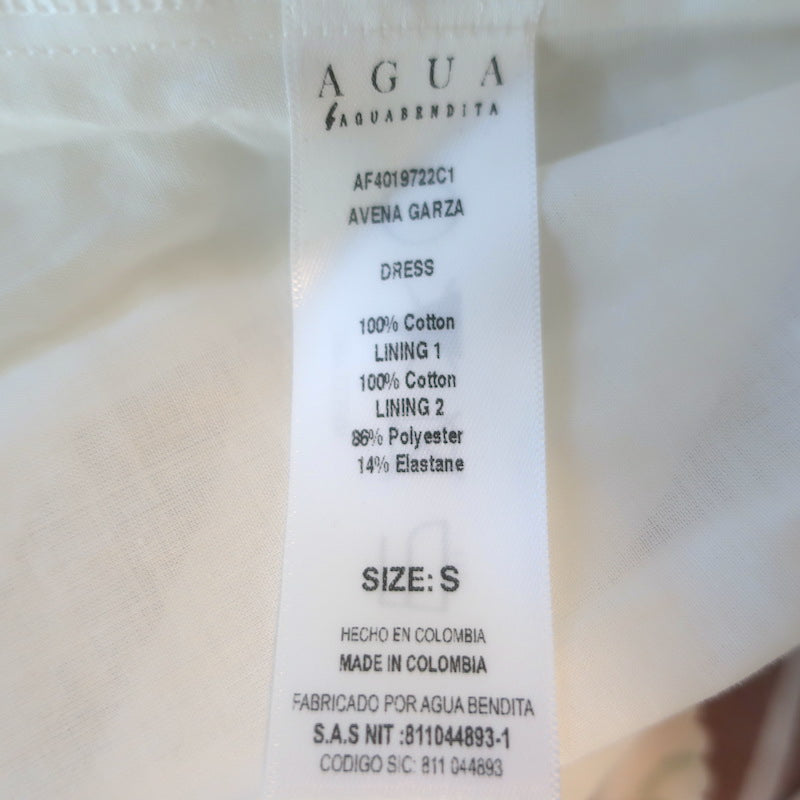 AGUA
by AGUABENDITA
AF4019722C1
AVENA GARZA
DRESS
100% Cotton
LINING 1
100% Cotton
LINING 2
86% Polyester
14% Elastane
SIZE: S
HECHO EN COLOMBIA
MADE IN COLOMBIA
FABRICADO POR AGUA BENDITA
S.A.S NIT :811044893-1
CODIGO SIC: 811 044893